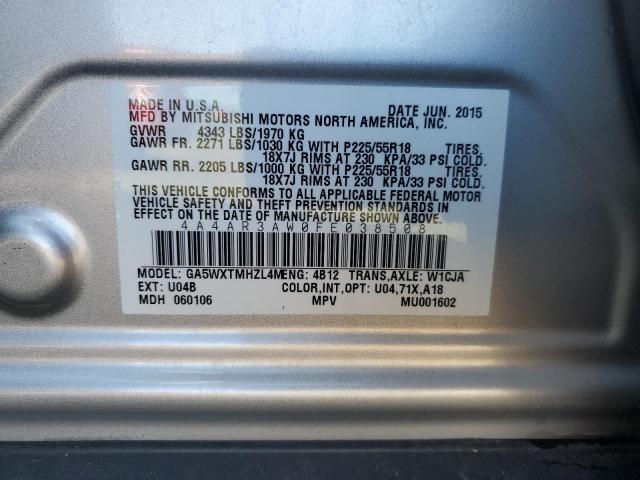 MADE IN U.S.A. DATE JUN. 2015
MFD BY MITSUBISHI MOTORS NORTH AMERICA, INC.
GVWR 4343 LBS/1970 KG
GAWR FR. 2271 LBS/1030 KG WITH P225/55R18 TIRES.
18X7J RIMS AT 230 KPA/33 PSI COLD.
GAWR RR. 2205 LBS/1000 KG WITH P225/55R18 TIRES.
18X7J RIMS AT 230 KPA/33 PSI COLD.
THIS VEHICLE CONFORMS TO ALL APPLICABLE FEDERAL MOTOR
VEHICLE SAFETY AND THEFT PREVENTION STANDARDS IN
EFFECT ON THE DATE OF MANUFACTURE SHOWN ABOVE.
4A4AR3AW0FE038508
MODEL: GA5WXTMHZL4M ENG: 4B12 TRANS,AXLE: W1CJA
EXT: U04B COLOR,INT,OPT: U04,71X,A18
MDH 060106 MPV MU001602